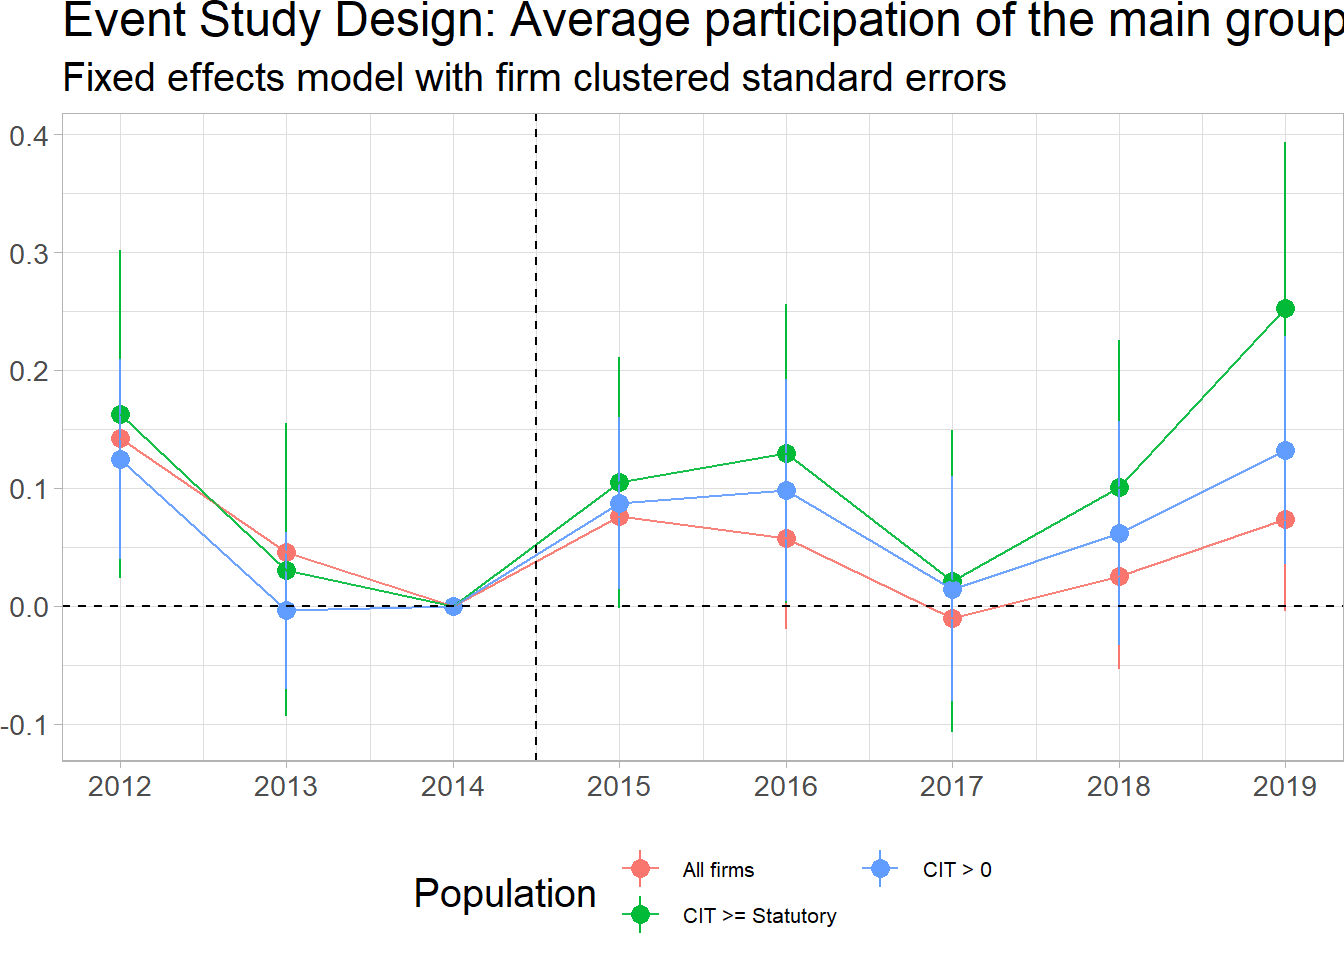 Event Study Design: Average participation of the main group
Fixed effects model with firm clustered standard errors
0.4
0.3
0.2
0.1
0.0
-0.1
2012 2013 2014 2015 2016 2017 2018 2019
Population
All firms
CIT > 0
CIT >= Statutory